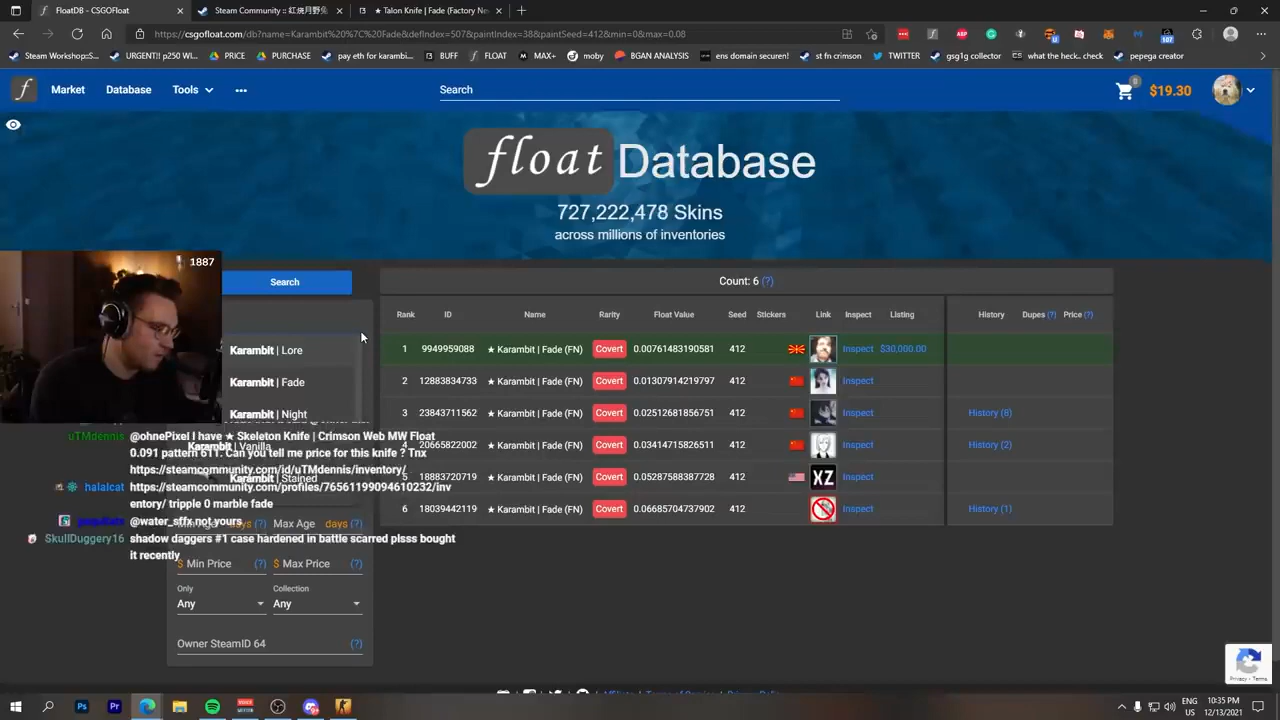 FloatDB - CSGOFloat
Steam Community :: 紅焼月野兔
★ Talon Knife | Fade (Factory Ne
https://csgofloat.com/db?name=Karambit%20%7C%20Fade&defIndex=507&paintIndex=38&paintSeed=412&min=0&max=0.08
Steam Workshop::S...
URGENT!! p250 WL...
PRICE
PURCHASE
pay eth for karambi...
BUFF
FLOAT
MAX+
moby
BGAN ANALYSIS
ens domain securen!
st fn crimson
TWITTER
gsg1g collector
what the heck.. check
pepega creator
Market
Database
Tools
Search
0
$19.30
float Database
727,222,478 Skins
across millions of inventories
1887
Search
Count: 6 (?)
Rank ID Name Rarity Float Value Seed Stickers Link Inspect Listing History Dupes (?) Price (?)
1 9949959088 ★ Karambit | Fade (FN) Covert 0.00761483190581 412 Inspect $30,000.00
2 12883834733 ★ Karambit | Fade (FN) Covert 0.01307914219797 412 Inspect
3 23843711562 ★ Karambit | Fade (FN) Covert 0.02512681856751 412 Inspect History (8)
4 20665822002 ★ Karambit | Fade (FN) Covert 0.03414715826511 412 Inspect History (2)
5 18883720719 ★ Karambit | Fade (FN) Covert 0.05287588387728 412 XZ Inspect
6 18039442119 ★ Karambit | Fade (FN) Covert 0.06685704737902 412 Inspect History (1)
Karambit | Lore
Karambit | Fade
Karambit | Night
Karambit | Vanilla
Karambit | Stained
uTMdennis @ohnePixel I have ★ Skeleton Knife | Crimson Web MW Float
0.091 pattern 611. Can you tell me price for this knife ? Tnx
https://steamcommunity.com/id/uTMdennis/inventory/
halalcat https://steamcommunity.com/profiles/76561199094610232/inv
entory/ tripple 0 marble fade
@water_sffx not yours
SkullDuggery16 shadow daggers #1 case hardened in battle scarred plsss bought
it recently
days (?) Max Age days (?)
$ Min Price (?) $ Max Price (?)
Only
Any
Collection
Any
Owner SteamID 64 (?)
Privacy - Terms
ENG
US
10:35 PM
12/13/2021